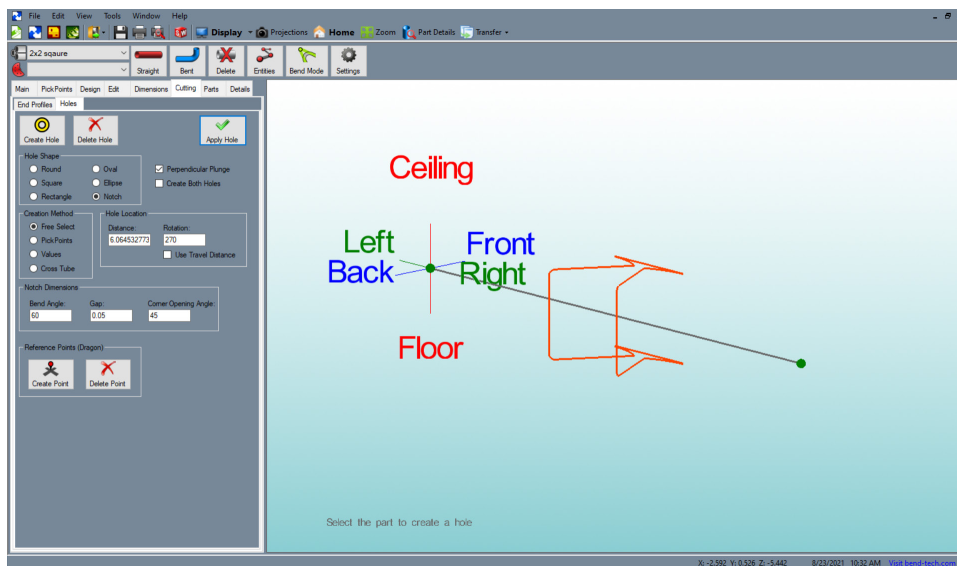 File Edit View Tools Window Help
Display Projections Home Zoom Part Details Transfer
2x2 sqaure
Straight Bent Delete Entities Bend Mode Settings
Main PickPoints Design Edit Dimensions Cutting Parts Details
End Profiles Holes
Create Hole Delete Hole Apply Hole
Hole Shape
Round Oval Perpendicular Plunge
Square Ellipse Create Both Holes
Rectangle Notch
Creation Method Hole Location
Free Select Distance: Rotation:
PickPoints 6.064532773 270
Values Use Travel Distance
Cross Tube
Notch Dimensions
Bend Angle: Gap: Corner Opening Angle:
60 0.05 45
Reference Points (Dragon)
Create Point Delete Point
Ceiling
Left Front
Back Right
Floor
Select the part to create a hole
X: -2.592 Y: 0.526 Z: -5.442 8/23/2021 10:32 AM Visit bend-tech.com